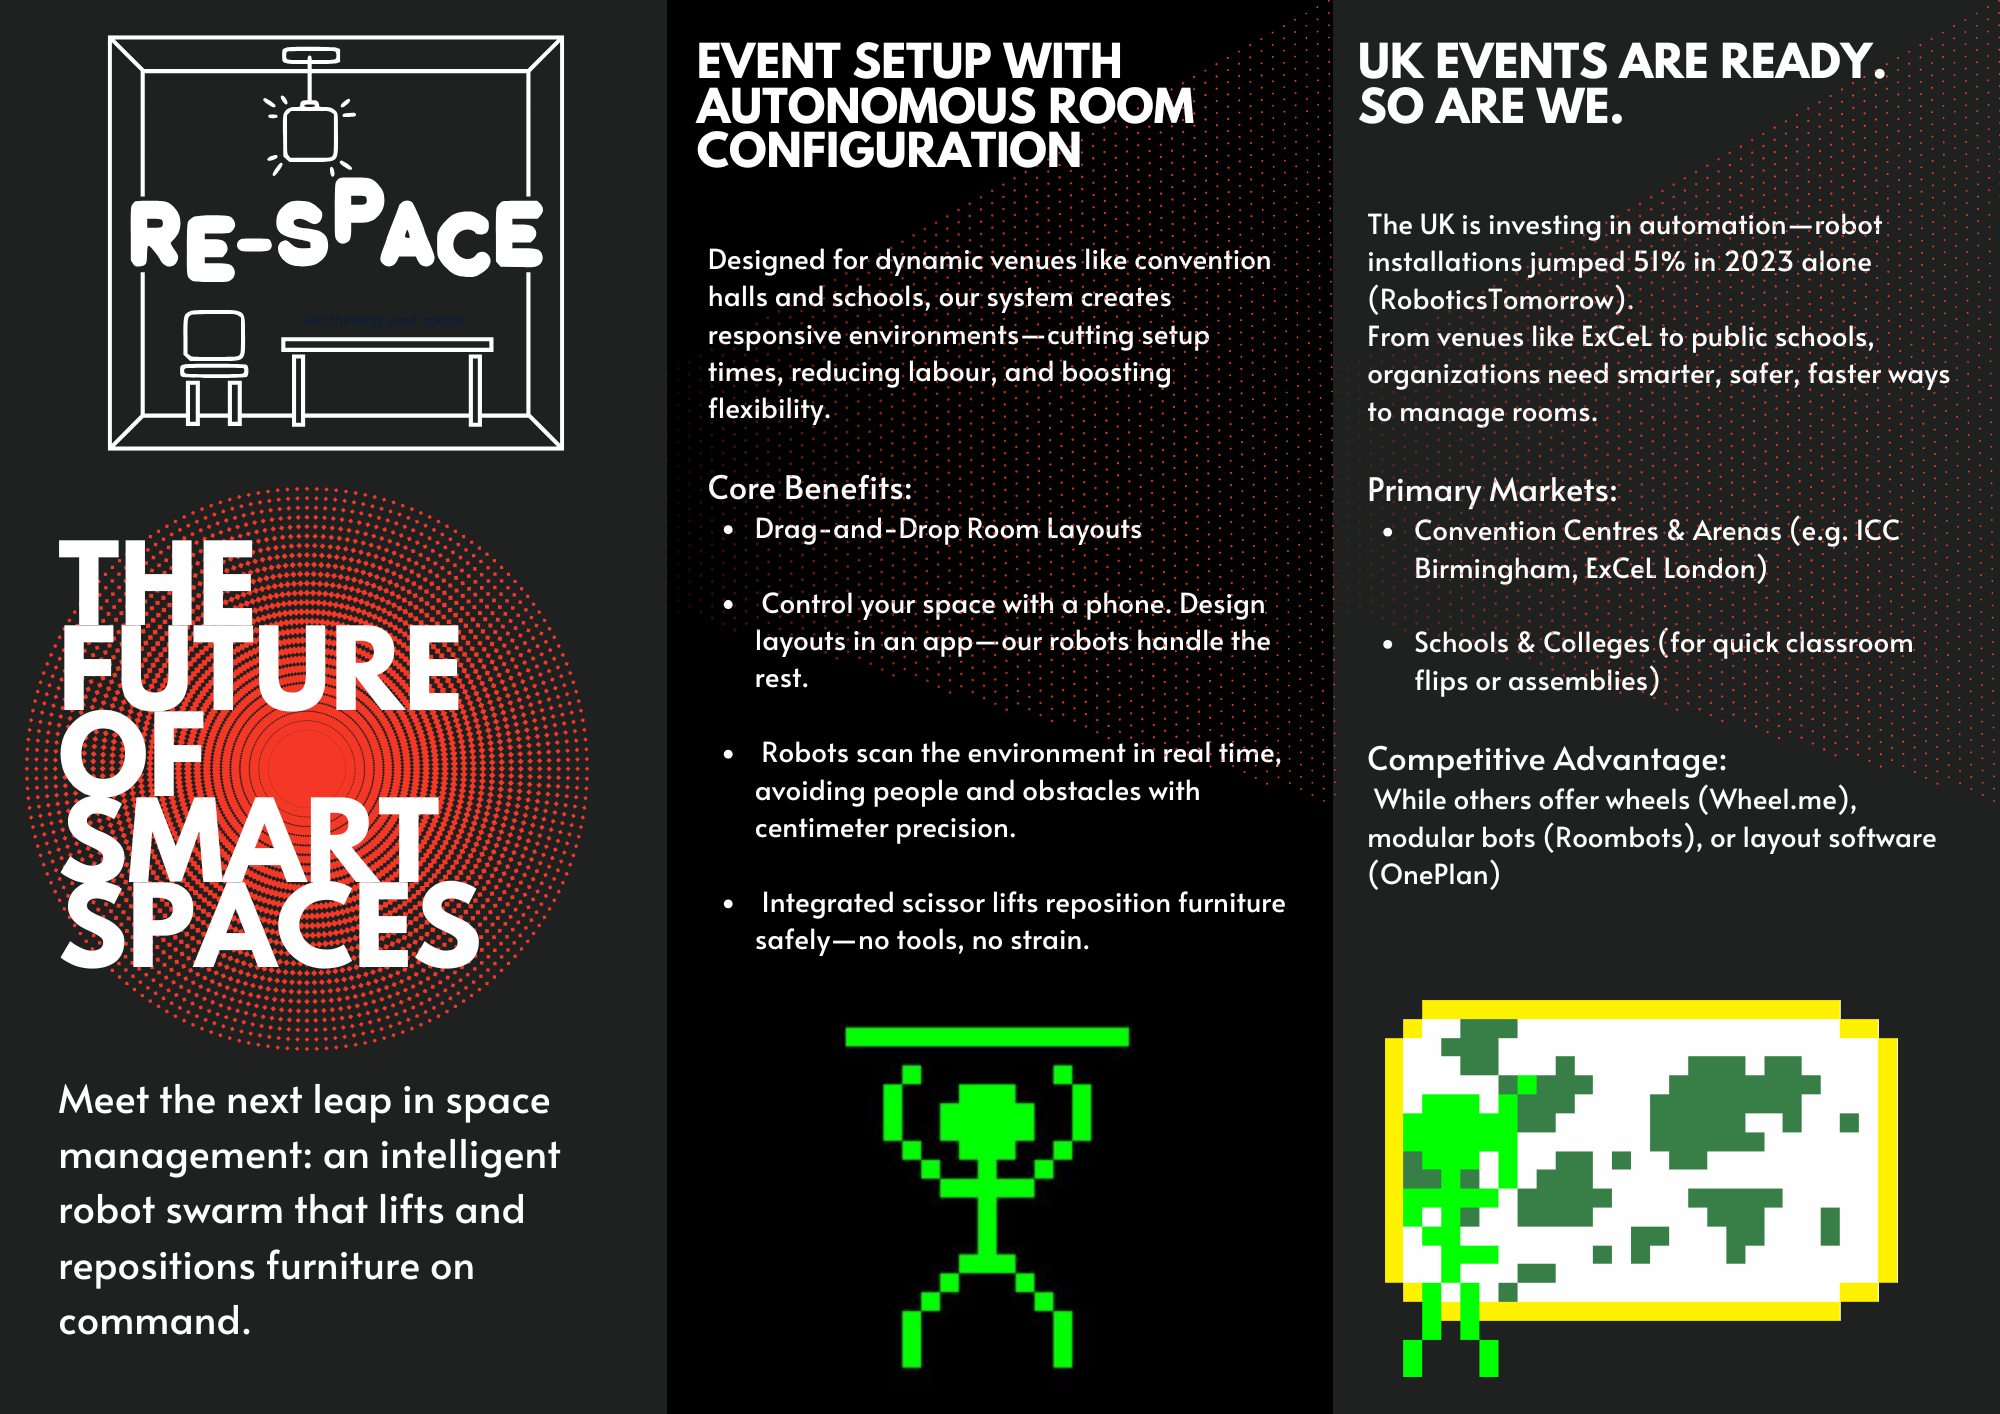 RE-SPACE
Re-thinking your space
THE
FUTURE
OF
SMART
SPACES
Meet the next leap in space
management: an intelligent
robot swarm that lifts and
repositions furniture on
command.
EVENT SETUP WITH
AUTONOMOUS ROOM
CONFIGURATION
Designed for dynamic venues like convention
halls and schools, our system creates
responsive environments—cutting setup
times, reducing labour, and boosting
flexibility.
Core Benefits:
• Drag-and-Drop Room Layouts
• Control your space with a phone. Design
layouts in an app—our robots handle the
rest.
• Robots scan the environment in real time,
avoiding people and obstacles with
centimeter precision.
• Integrated scissor lifts reposition furniture
safely—no tools, no strain.
UK EVENTS ARE READY.
SO ARE WE.
The UK is investing in automation—robot
installations jumped 51% in 2023 alone
(RoboticsTomorrow).
From venues like ExCeL to public schools,
organizations need smarter, safer, faster ways
to manage rooms.
Primary Markets:
• Convention Centres & Arenas (e.g. ICC
Birmingham, ExCeL London)
• Schools & Colleges (for quick classroom
flips or assemblies)
Competitive Advantage:
While others offer wheels (Wheel.me),
modular bots (Roombots), or layout software
(OnePlan)